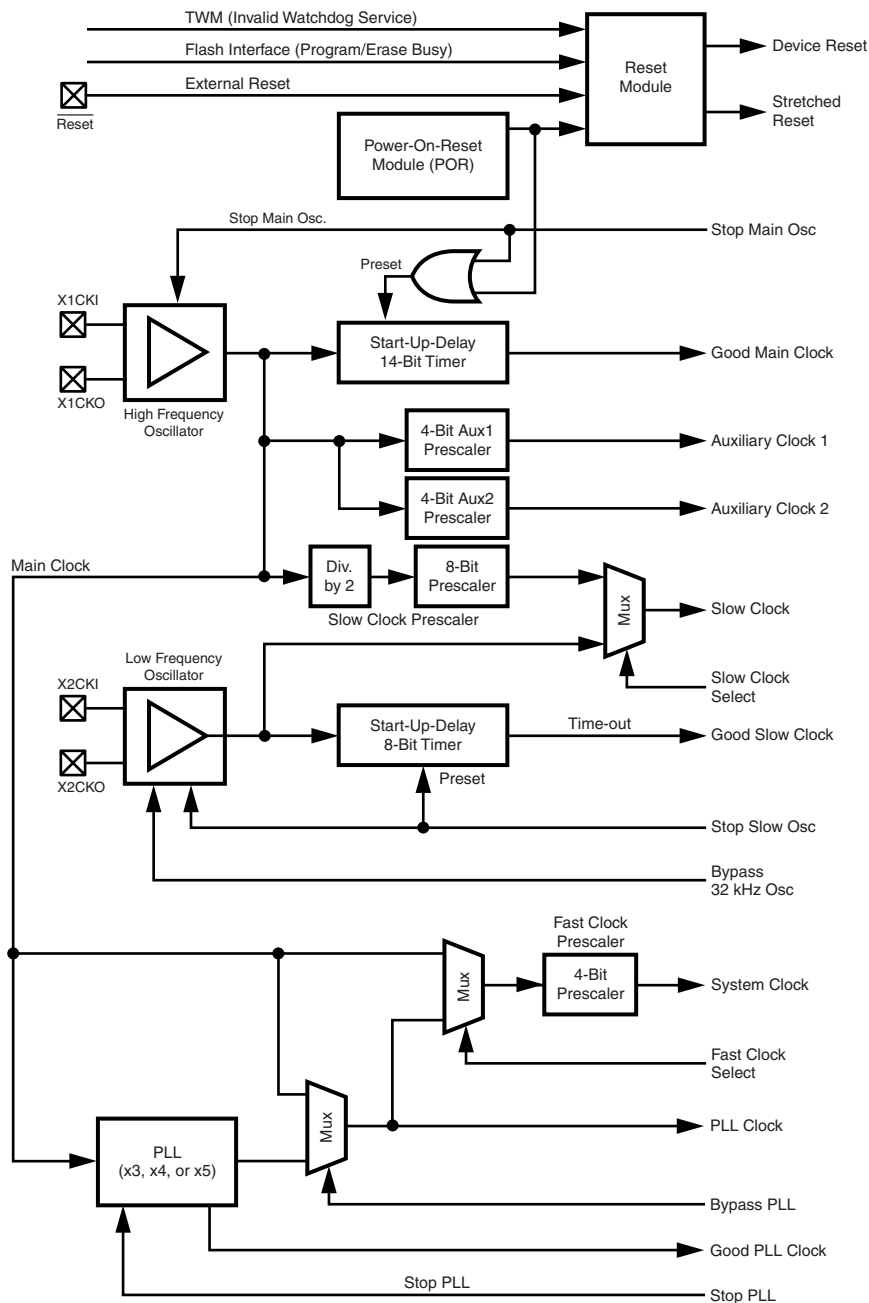 TWM (Invalid Watchdog Service)
Flash Interface (Program/Erase Busy)
External Reset
Reset
Reset
Module
Device Reset
Stretched
Reset
Power-On-Reset
Module (POR)
Stop Main Osc.
Stop Main Osc
Preset
X1CKI
X1CKO
High Frequency
Oscillator
Start-Up-Delay
14-Bit Timer
Good Main Clock
4-Bit Aux1
Prescaler
Auxiliary Clock 1
4-Bit Aux2
Prescaler
Auxiliary Clock 2
Main Clock
Div.
by 2
8-Bit
Prescaler
Slow Clock Prescaler
Mux
Slow Clock
Slow Clock
Select
Low Frequency
Oscillator
X2CKI
X2CKO
Start-Up-Delay
8-Bit Timer
Time-out
Good Slow Clock
Preset
Stop Slow Osc
Bypass
32 kHz Osc
Fast Clock
Prescaler
Mux
4-Bit
Prescaler
System Clock
Fast Clock
Select
Mux
PLL Clock
PLL
(x3, x4, or x5)
Bypass PLL
Good PLL Clock
Stop PLL
Stop PLL